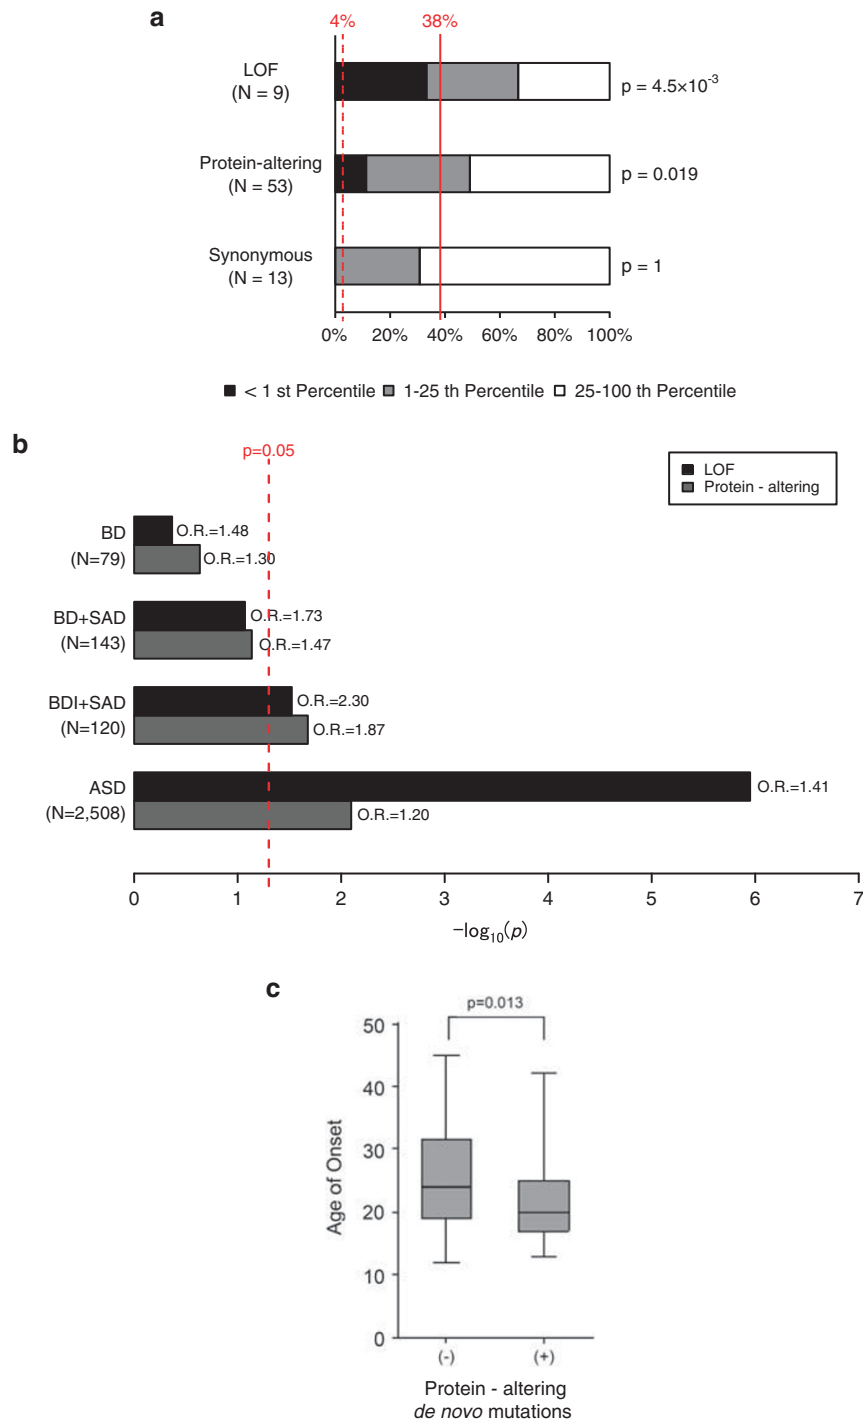 a
4% 38%
LOF
(N = 9)
p = 4.5×10⁻³
Protein-altering
(N = 53)
p = 0.019
Synonymous
(N = 13)
p = 1
0% 20% 40% 60% 80% 100%
< 1 st Percentile 1-25 th Percentile 25-100 th Percentile
b
p=0.05
LOF
Protein - altering
BD
(N=79)
O.R.=1.48
O.R.=1.30
BD+SAD
(N=143)
O.R.=1.73
O.R.=1.47
BDI+SAD
(N=120)
O.R.=2.30
O.R.=1.87
ASD
(N=2,508)
O.R.=1.41
O.R.=1.20
0 1 2 3 4 5 6 7
−log₁₀(p)
c
p=0.013
50
40
30
20
10
0
Age of Onset
(-) (+)
Protein - altering
de novo mutations